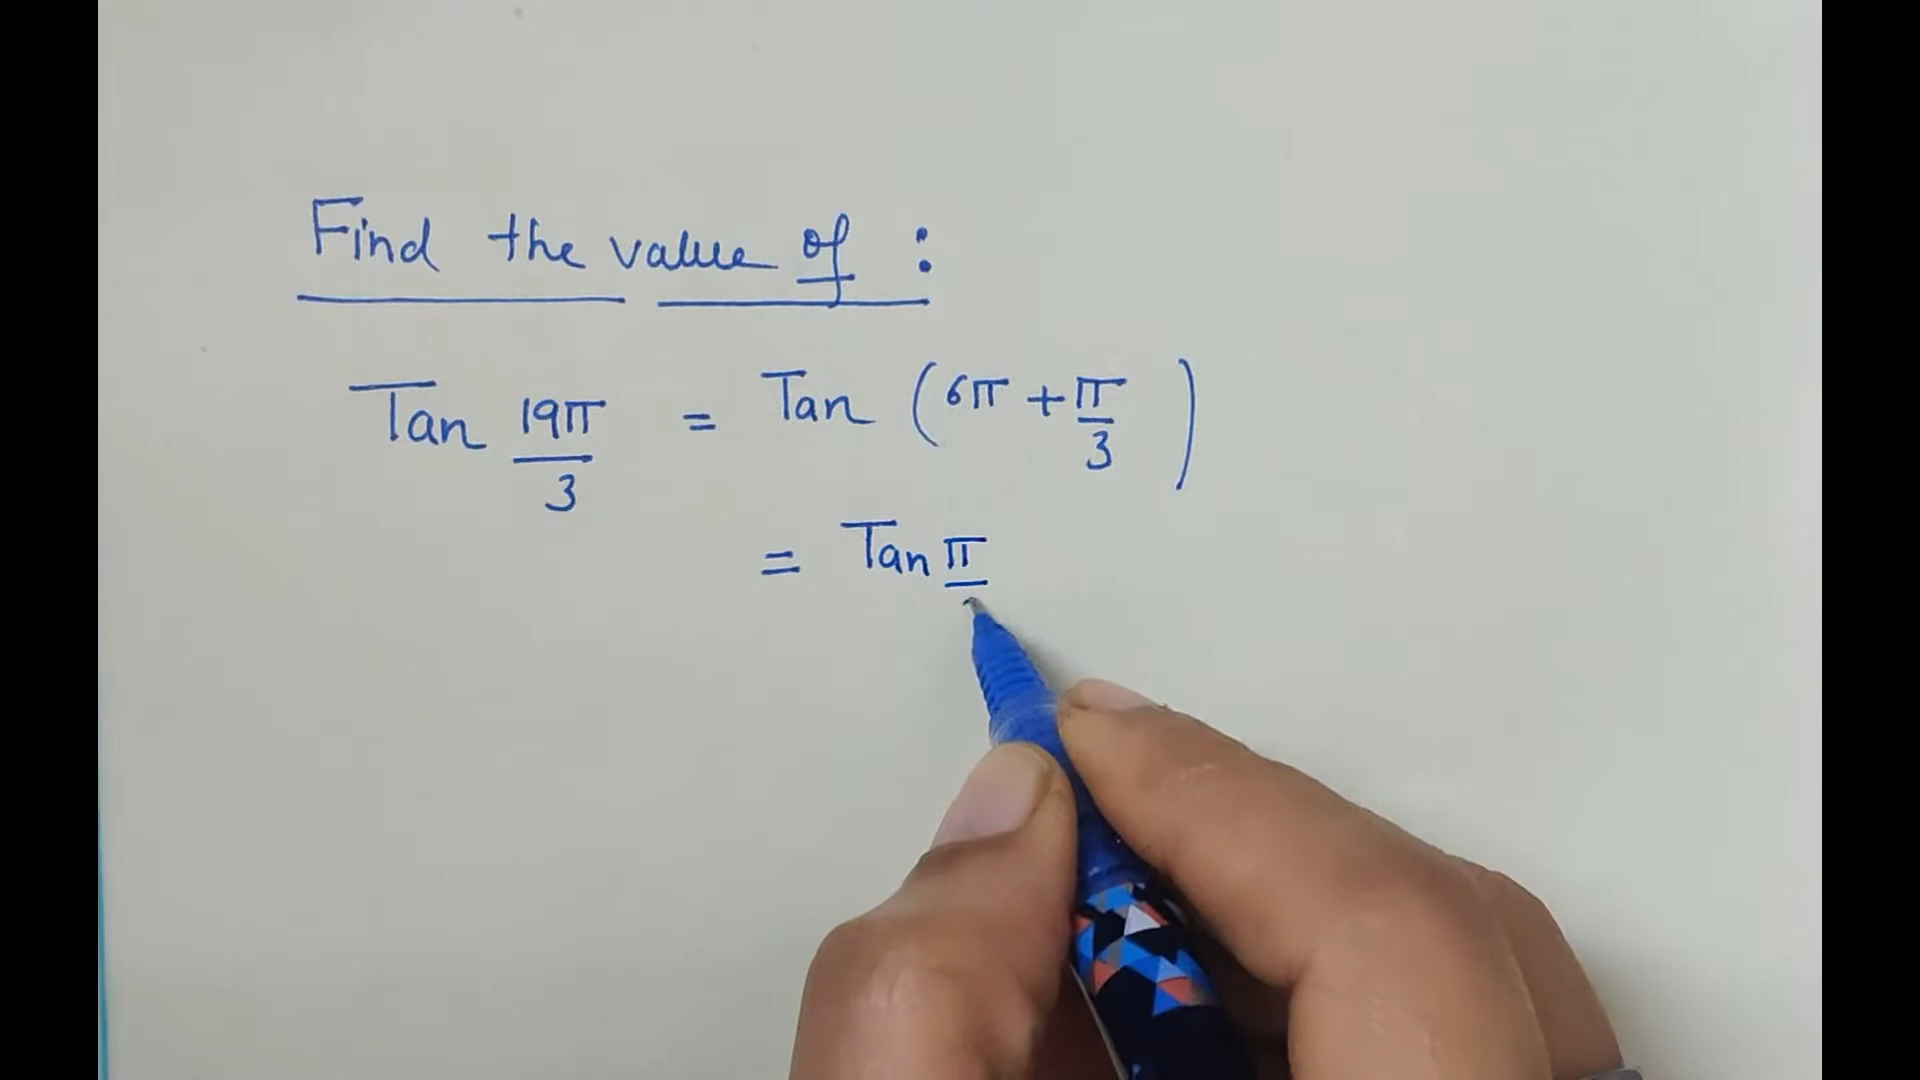 Find the value of :
Tan 19π/3 = Tan (6π + π/3)
= Tan π